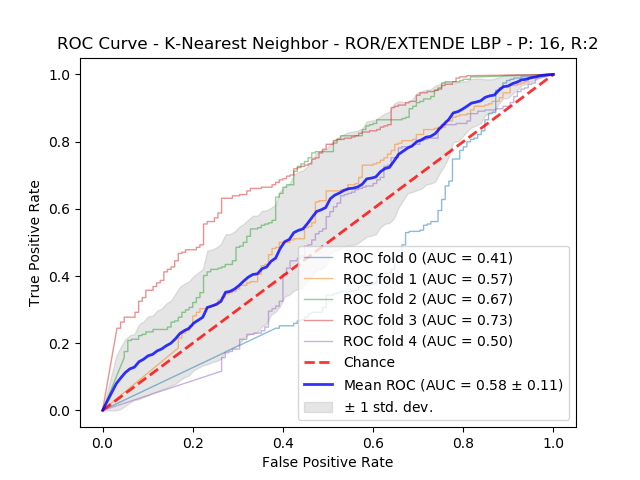 ROC Curve - K-Nearest Neighbor - ROR/EXTENDE LBP - P: 16, R:2
True Positive Rate
1.0
0.8
0.6
0.4
0.2
0.0
ROC fold 0 (AUC = 0.41)
ROC fold 1 (AUC = 0.57)
ROC fold 2 (AUC = 0.67)
ROC fold 3 (AUC = 0.73)
ROC fold 4 (AUC = 0.50)
Chance
Mean ROC (AUC = 0.58 ± 0.11)
± 1 std. dev.
0.0 0.2 0.4 0.6 0.8 1.0
False Positive Rate